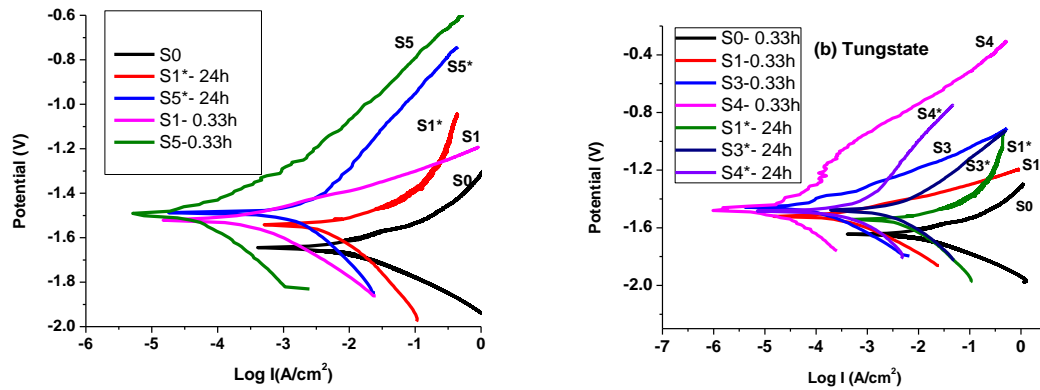 -0.6
-0.8
-1.0
-1.2
-1.4
-1.6
-1.8
-2.0
Potential (V)
S0
S1*- 24h
S5*- 24h
S1- 0.33h
S5-0.33h
S5
S5*
S1*
S1
S0
-6 -5 -4 -3 -2 -1 0
Log I(A/cm²)
-0.4
-0.8
-1.2
-1.6
-2.0
Potential (V)
(b) Tungstate
S0- 0.33h
S1-0.33h
S3-0.33h
S4- 0.33h
S1*- 24h
S3*- 24h
S4*- 24h
S4
S4*
S3
S3*
S1*
S1
S0
-7 -6 -5 -4 -3 -2 -1 0
Log I (A/cm²)